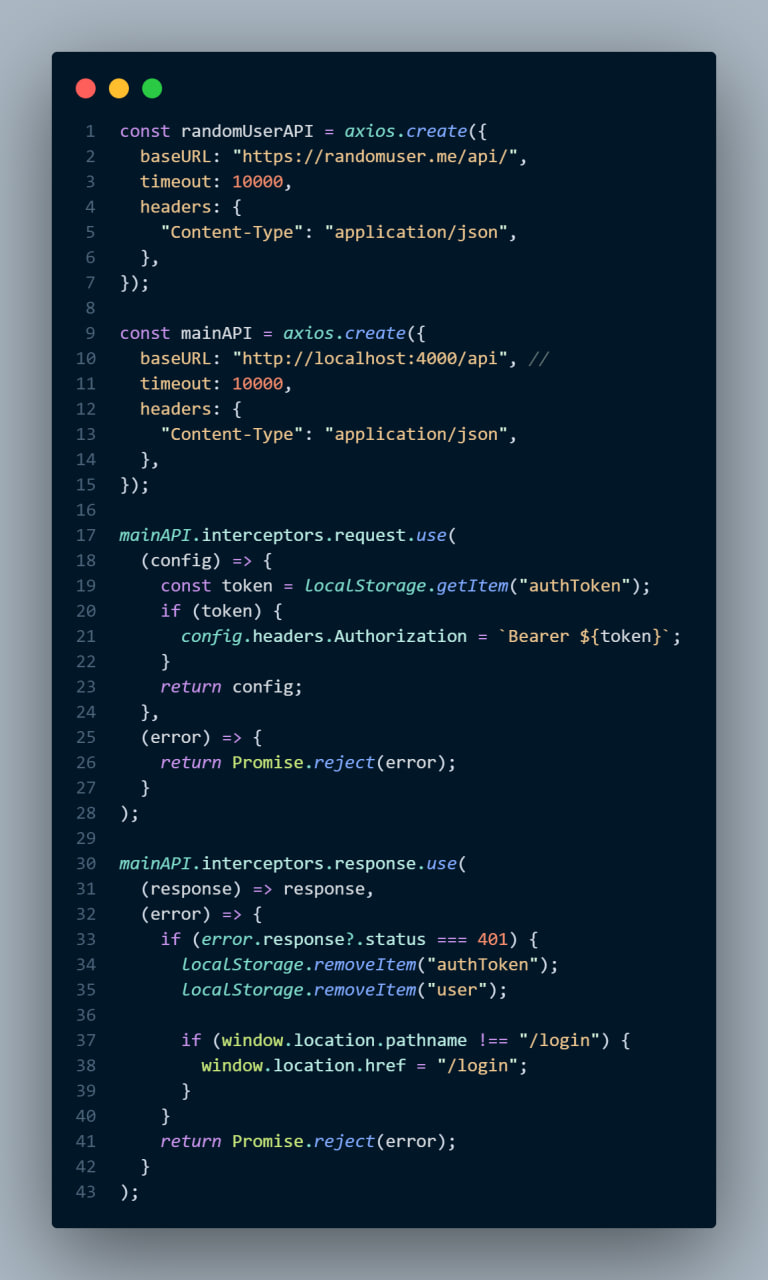 1 const randomUserAPI = axios.create({
2   baseURL: "https://randomuser.me/api/",
3   timeout: 10000,
4   headers: {
5     "Content-Type": "application/json",
6   },
7 });
8
9 const mainAPI = axios.create({
10   baseURL: "http://localhost:4000/api", //
11   timeout: 10000,
12   headers: {
13     "Content-Type": "application/json",
14   },
15 });
16
17 mainAPI.interceptors.request.use(
18   (config) => {
19     const token = localStorage.getItem("authToken");
20     if (token) {
21       config.headers.Authorization = `Bearer ${token}`;
22     }
23     return config;
24   },
25   (error) => {
26     return Promise.reject(error);
27   }
28 );
29
30 mainAPI.interceptors.response.use(
31   (response) => response,
32   (error) => {
33     if (error.response?.status === 401) {
34       localStorage.removeItem("authToken");
35       localStorage.removeItem("user");
36
37       if (window.location.pathname !== "/login") {
38         window.location.href = "/login";
39       }
40     }
41     return Promise.reject(error);
42   }
43 );